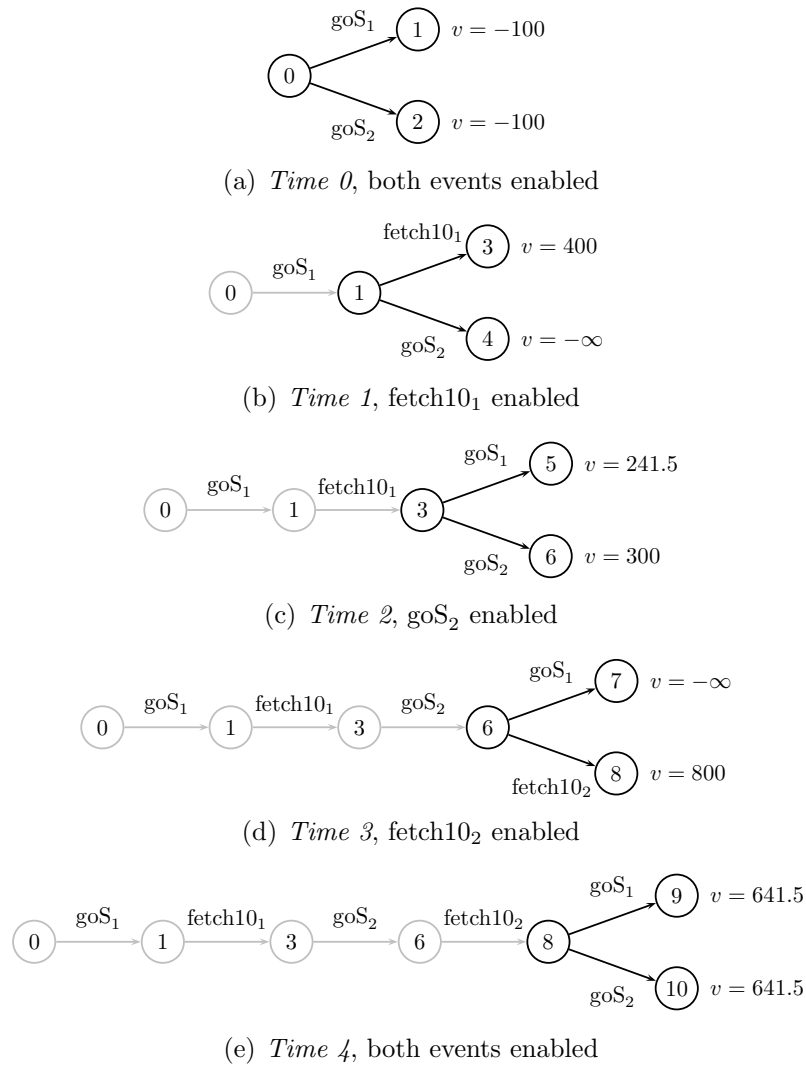 goS₁ 1 v = −100
0
goS₂ 2 v = −100
(a) Time 0, both events enabled
fetch10₁ 3 v = 400
0 goS₁ 1
goS₂ 4 v = −∞
(b) Time 1, fetch10₁ enabled
goS₁ 5 v = 241.5
0 goS₁ 1 fetch10₁ 3
goS₂ 6 v = 300
(c) Time 2, goS₂ enabled
goS₁ 7 v = −∞
0 goS₁ 1 fetch10₁ 3 goS₂ 6
fetch10₂ 8 v = 800
(d) Time 3, fetch10₂ enabled
goS₁ 9 v = 641.5
0 goS₁ 1 fetch10₁ 3 goS₂ 6 fetch10₂ 8
goS₂ 10 v = 641.5
(e) Time 4, both events enabled